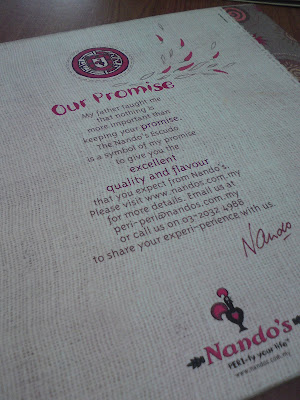 Our Promise
My father taught me
that nothing is
more important than
keeping your promise.
The Nando's Escudo
is a symbol of my promise
to give you the
excellent
quality and flavour
that you expect from Nando's.
Please visit www.nandos.com.my
for more details. Email us at
peri-peri@nandos.com.my
or call us on 03-2032 4988
to share your experi-perience with us.
Nando
Nando's
PERi-fy your life™
www.nandos.com.my